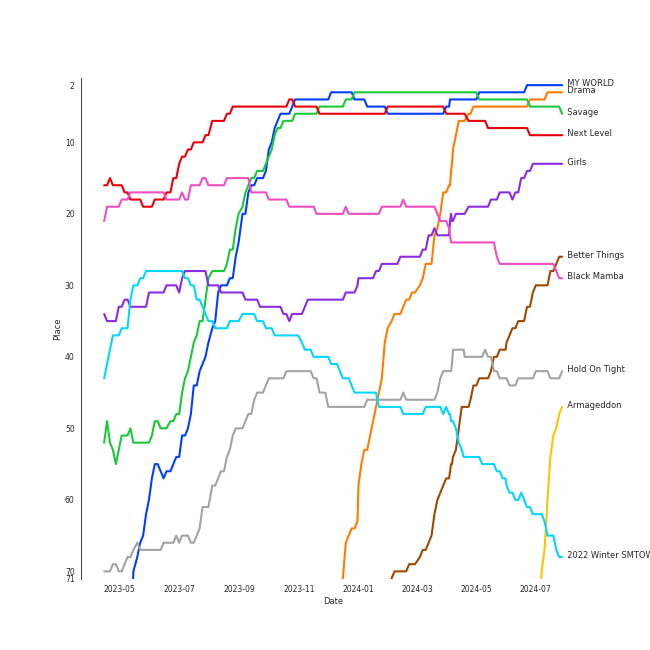 MY WORLD
2
Drama
Savage
Next Level
10
Girls
20
Better Things
Black Mamba
30
Place
40
Hold On Tight
Armageddon
50
60
2022 Winter SMTOW
70
71
2023-05 2023-07 2023-09 2023-11 2024-01 2024-03 2024-05 2024-07
Date